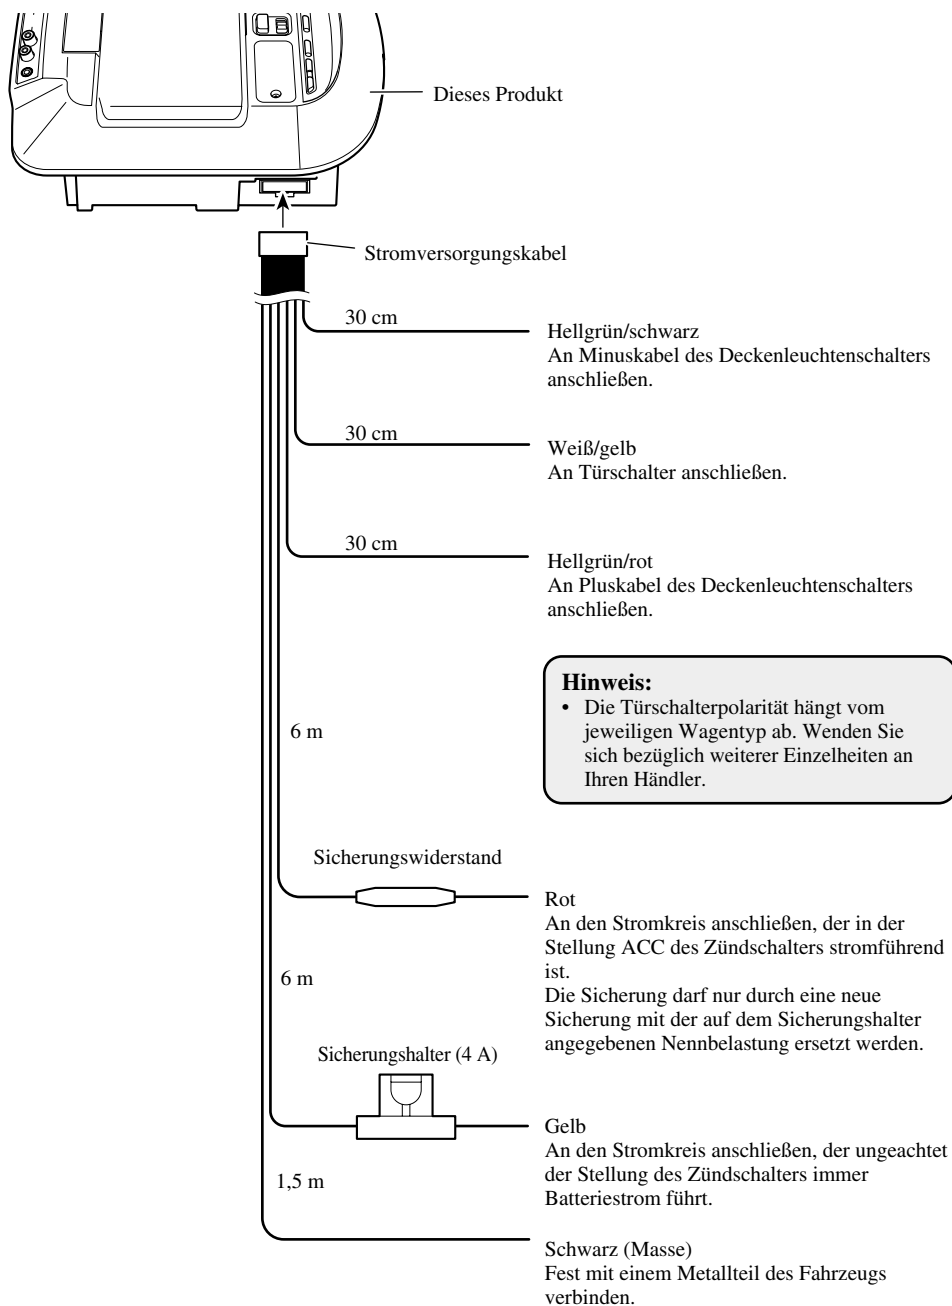 Dieses Produkt
Stromversorgungskabel
30 cm
Hellgrün/schwarz
An Minuskabel des Deckenleuchtenschalters
anschließen.
30 cm
Weiß/gelb
An Türschalter anschließen.
30 cm
Hellgrün/rot
An Pluskabel des Deckenleuchtenschalters
anschließen.
Hinweis:
• Die Türschalterpolarität hängt vom
jeweiligen Wagentyp ab. Wenden Sie
sich bezüglich weiterer Einzelheiten an
Ihren Händler.
6 m
Sicherungswiderstand
Rot
An den Stromkreis anschließen, der in der
Stellung ACC des Zündschalters stromführend
ist.
Die Sicherung darf nur durch eine neue
Sicherung mit der auf dem Sicherungshalter
angegebenen Nennbelastung ersetzt werden.
6 m
Sicherungshalter (4 A)
Gelb
An den Stromkreis anschließen, der ungeachtet
der Stellung des Zündschalters immer
Batteriestrom führt.
1,5 m
Schwarz (Masse)
Fest mit einem Metallteil des Fahrzeugs
verbinden.